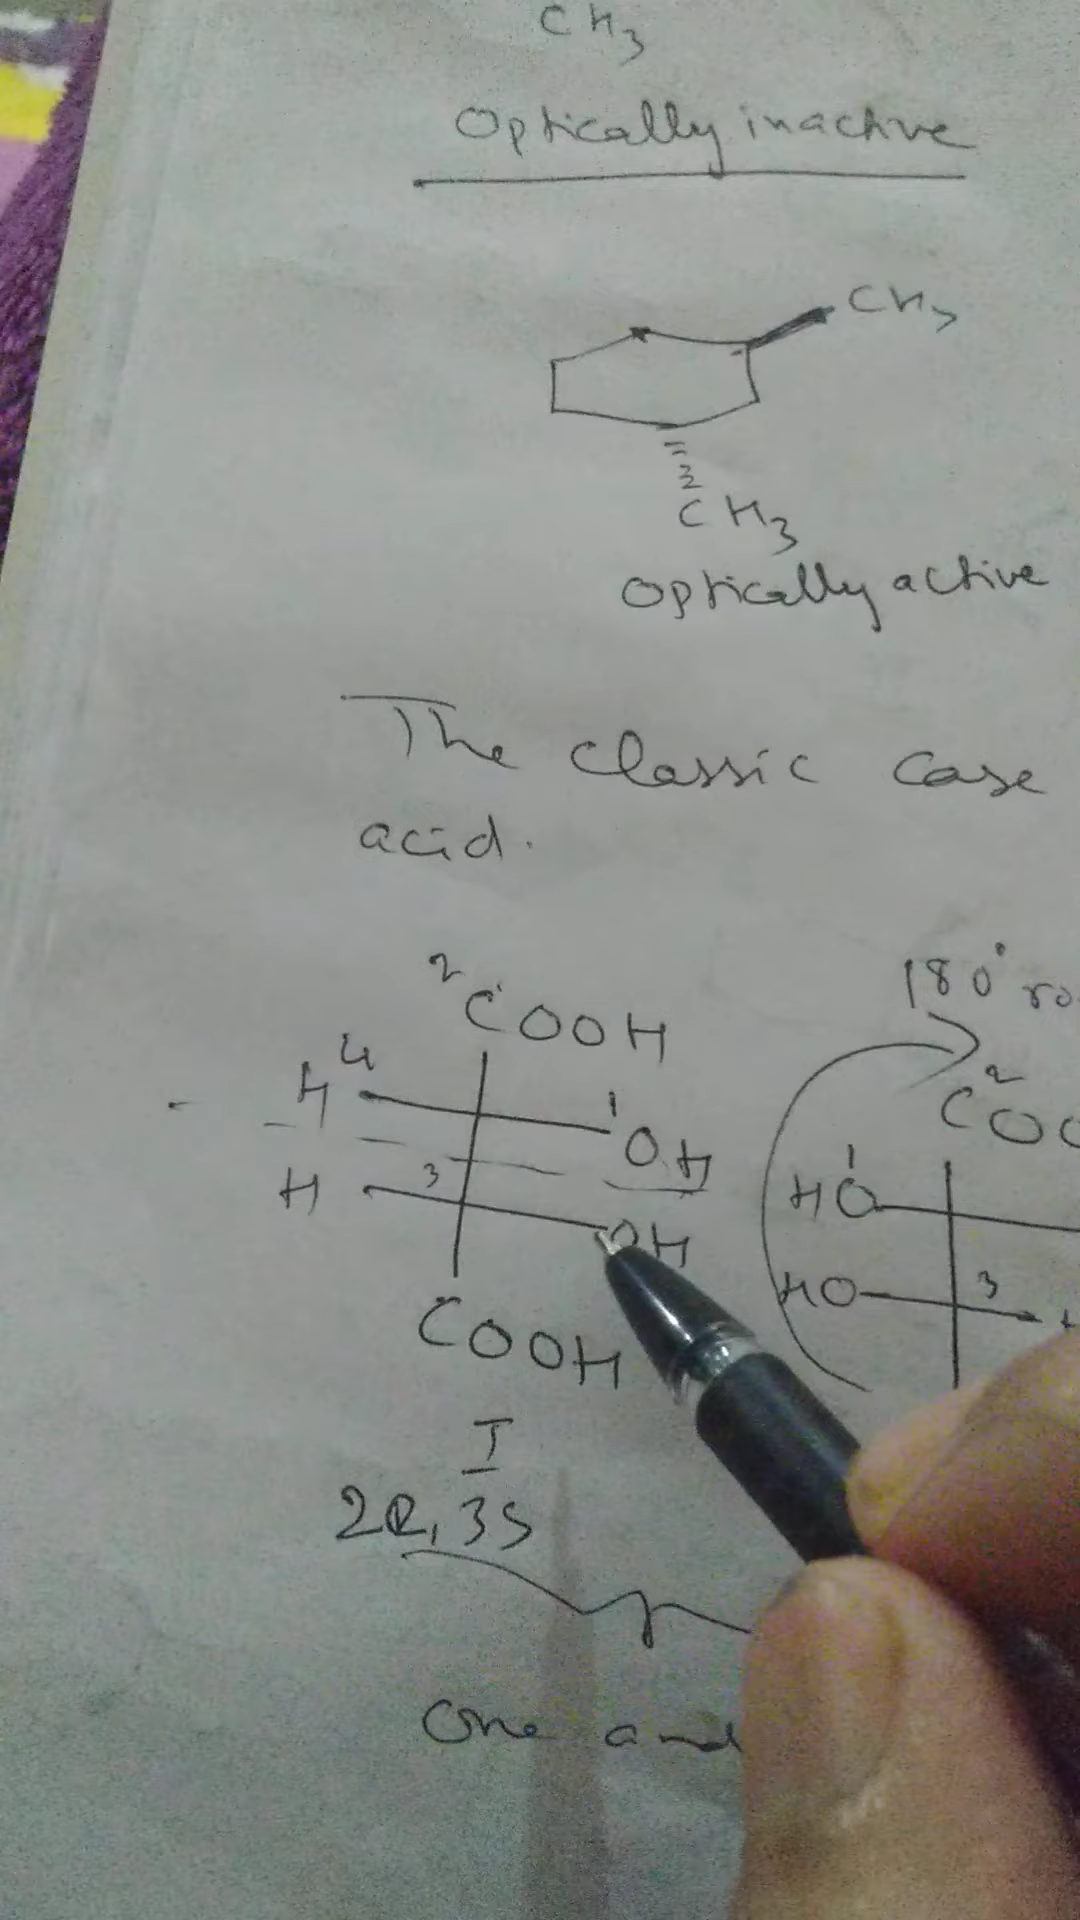 CH3
Optically inactive
CH3
CH3
Optically active
The classic case
acid.
180° ro
2
COOH
4
H
1
OH
H
3
OH
COOH
2
COO
1
HO
HO
3
I
2R, 3S
One and